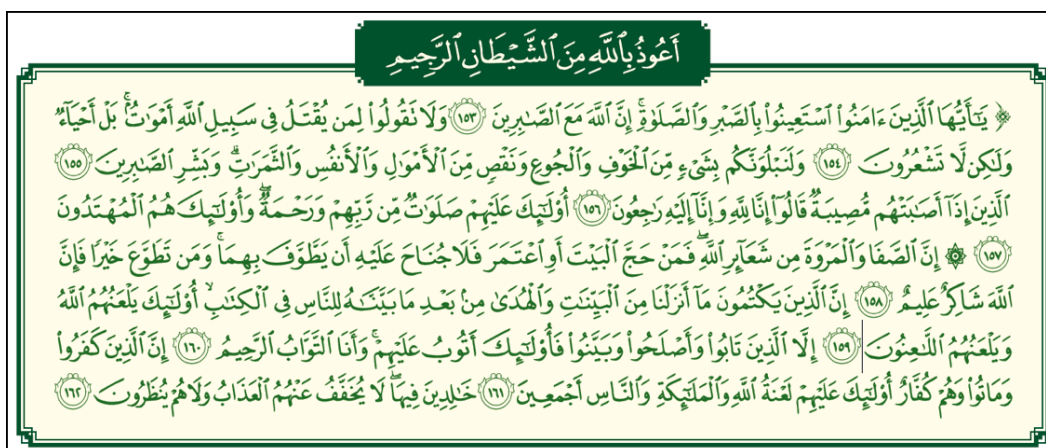 أَعُوذُ بِٱللَّهِ مِنَ ٱلشَّيْطَانِ ٱلرَّجِيمِ
۞ يَـٰٓأَيُّهَا ٱلَّذِينَ ءَامَنُوا۟ ٱسْتَعِينُوا۟ بِٱلصَّبْرِ وَٱلصَّلَوٰةِ ۚ إِنَّ ٱللَّهَ مَعَ ٱلصَّـٰبِرِينَ ١٥٣ وَلَا تَقُولُوا۟ لِمَن يُقْتَلُ فِى سَبِيلِ ٱللَّهِ أَمْوَٰتٌۢ ۚ بَلْ أَحْيَآءٌ
وَلَـٰكِن لَّا تَشْعُرُونَ ١٥٤ وَلَنَبْلُوَنَّكُم بِشَىْءٍ مِّنَ ٱلْخَوْفِ وَٱلْجُوعِ وَنَقْصٍ مِّنَ ٱلْأَمْوَٰلِ وَٱلْأَنفُسِ وَٱلثَّمَرَٰتِ ۗ وَبَشِّرِ ٱلصَّـٰبِرِينَ ١٥٥
ٱلَّذِينَ إِذَآ أَصَـٰبَتْهُم مُّصِيبَةٌ قَالُوٓا۟ إِنَّا لِلَّهِ وَإِنَّآ إِلَيْهِ رَٰجِعُونَ ١٥٦ أُو۟لَـٰٓئِكَ عَلَيْهِمْ صَلَوَٰتٌ مِّن رَّبِّهِمْ وَرَحْمَةٌ ۖ وَأُو۟لَـٰٓئِكَ هُمُ ٱلْمُهْتَدُونَ
١٥٧ ۞ إِنَّ ٱلصَّفَا وَٱلْمَرْوَةَ مِن شَعَآئِرِ ٱللَّهِ ۖ فَمَنْ حَجَّ ٱلْبَيْتَ أَوِ ٱعْتَمَرَ فَلَا جُنَاحَ عَلَيْهِ أَن يَطَّوَّفَ بِهِمَا ۚ وَمَن تَطَوَّعَ خَيْرًا فَإِنَّ
ٱللَّهَ شَاكِرٌ عَلِيمٌ ١٥٨ إِنَّ ٱلَّذِينَ يَكْتُمُونَ مَآ أَنزَلْنَا مِنَ ٱلْبَيِّنَـٰتِ وَٱلْهُدَىٰ مِنۢ بَعْدِ مَا بَيَّنَّـٰهُ لِلنَّاسِ فِى ٱلْكِتَـٰبِ ۙ أُو۟لَـٰٓئِكَ يَلْعَنُهُمُ ٱللَّهُ
وَيَلْعَنُهُمُ ٱللَّـٰعِنُونَ ١٥٩ إِلَّا ٱلَّذِينَ تَابُوا۟ وَأَصْلَحُوا۟ وَبَيَّنُوا۟ فَأُو۟لَـٰٓئِكَ أَتُوبُ عَلَيْهِمْ ۚ وَأَنَا ٱلتَّوَّابُ ٱلرَّحِيمُ ١٦٠ إِنَّ ٱلَّذِينَ كَفَرُوا۟
وَمَاتُوا۟ وَهُمْ كُفَّارٌ أُو۟لَـٰٓئِكَ عَلَيْهِمْ لَعْنَةُ ٱللَّهِ وَٱلْمَلَـٰٓئِكَةِ وَٱلنَّاسِ أَجْمَعِينَ ١٦١ خَـٰلِدِينَ فِيهَا ۖ لَا يُخَفَّفُ عَنْهُمُ ٱلْعَذَابُ وَلَا هُمْ يُنظَرُونَ ١٦٢